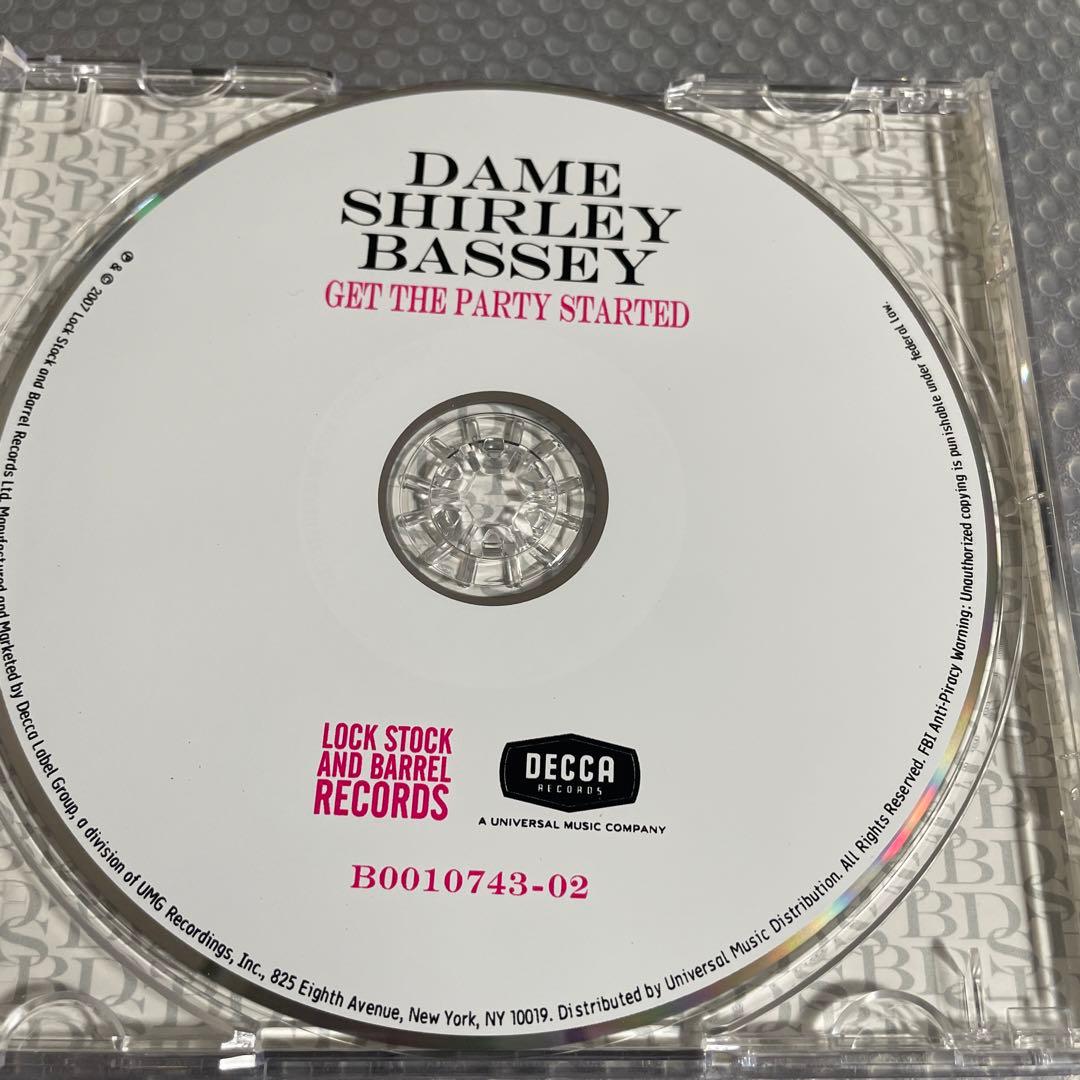 DAME
SHIRLEY
BASSEY
GET THE PARTY STARTED
LOCK STOCK
AND BARREL
RECORDS
DECCA
RECORDS
A UNIVERSAL MUSIC COMPANY
B0010743-02
℗ & © 2007 Lock Stock and Barrel Records Ltd. Manufactured and Marketed by Decca Label Group, a division of UMG Recordings, Inc., 825 Eighth Avenue, New York, NY 10019. Distributed by Universal Music Distribution. All Rights Reserved. FBI Anti-Piracy Warning: Unauthorized copying is punishable under federal law.